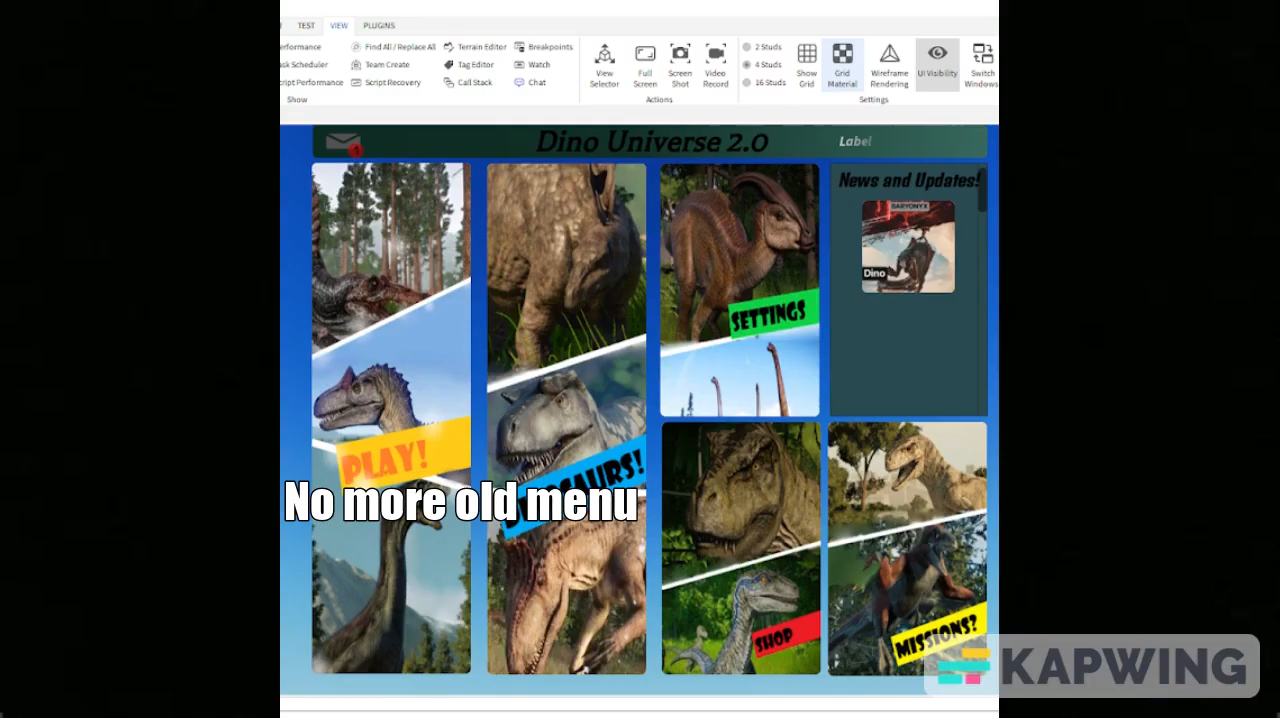 TEST VIEW PLUGINS
erformance Find All / Replace All Terrain Editor Breakpoints
ask Scheduler Team Create Tag Editor Watch
cript Performance Script Recovery Call Stack Chat
Show
View Selector
Full Screen
Screen Shot
Video Record
Actions
2 Studs
4 Studs
16 Studs
Show Grid
Grid Material
Wireframe Rendering
UI Visibility
Switch Windows
Settings
1
Dino Universe 2.0
Label
News and Updates!
BARYONYX
Dino
SETTINGS
PLAY!
No more old menu
SHOP
MISSIONS?
KAPWING